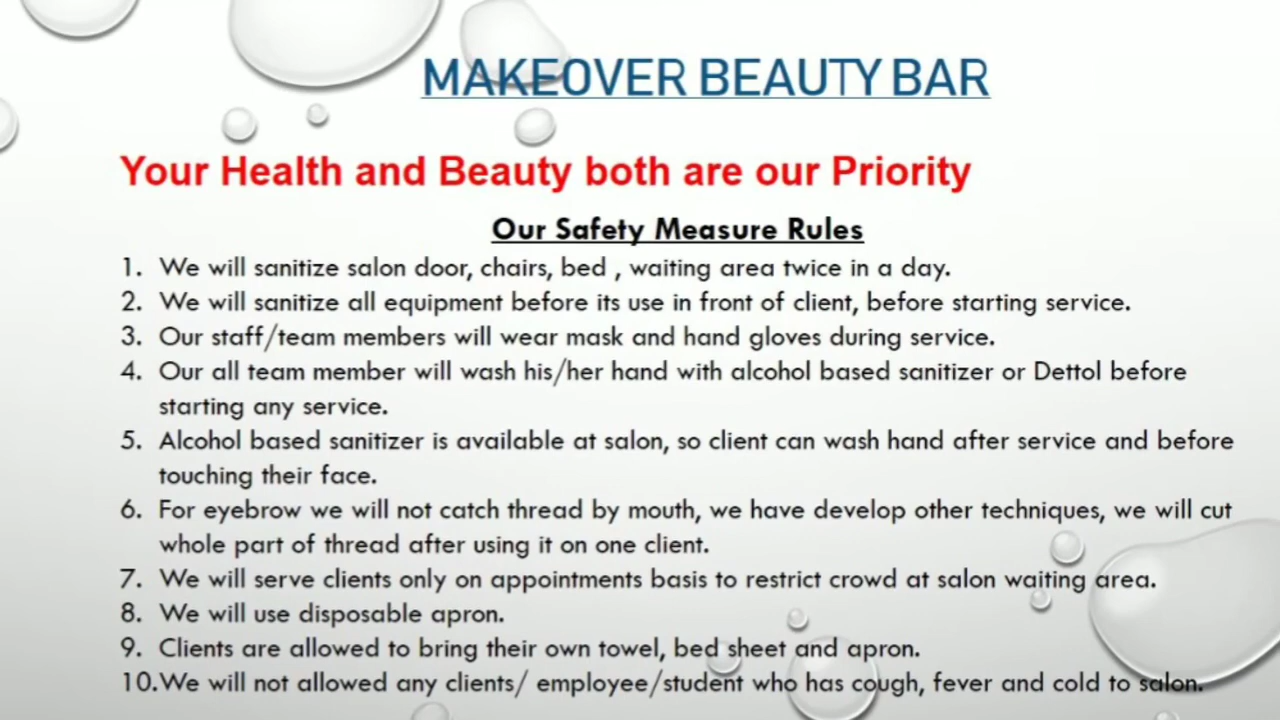 MAKEOVER BEAUTY BAR
Your Health and Beauty both are our Priority
Our Safety Measure Rules
1. We will sanitize salon door, chairs, bed , waiting area twice in a day.
2. We will sanitize all equipment before its use in front of client, before starting service.
3. Our staff/team members will wear mask and hand gloves during service.
4. Our all team member will wash his/her hand with alcohol based sanitizer or Dettol before
starting any service.
5. Alcohol based sanitizer is available at salon, so client can wash hand after service and before
touching their face.
6. For eyebrow we will not catch thread by mouth, we have develop other techniques, we will cut
whole part of thread after using it on one client.
7. We will serve clients only on appointments basis to restrict crowd at salon waiting area.
8. We will use disposable apron.
9. Clients are allowed to bring their own towel, bed sheet and apron.
10.We will not allowed any clients/ employee/student who has cough, fever and cold to salon.